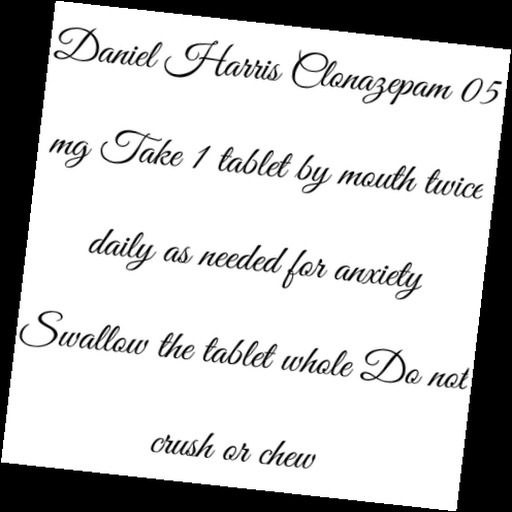 Daniel Harris Clonazepam 05
mg Take 1 tablet by mouth twice
daily as needed for anxiety
Swallow the tablet whole Do not
crush or chew